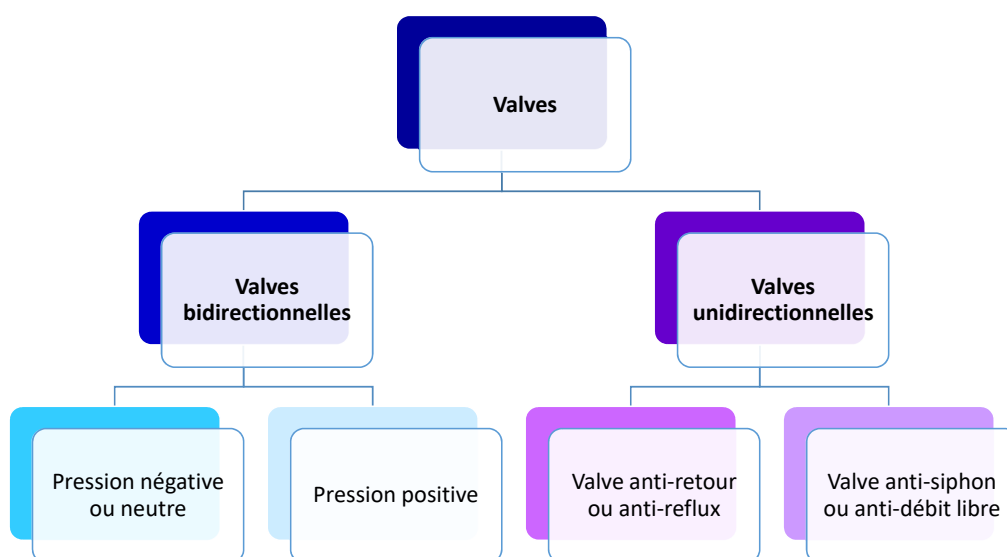 Valves
Valves
bidirectionnelles
Valves
unidirectionnelles
Pression négative
ou neutre
Pression positive
Valve anti-retour
ou anti-reflux
Valve anti-siphon
ou anti-débit libre